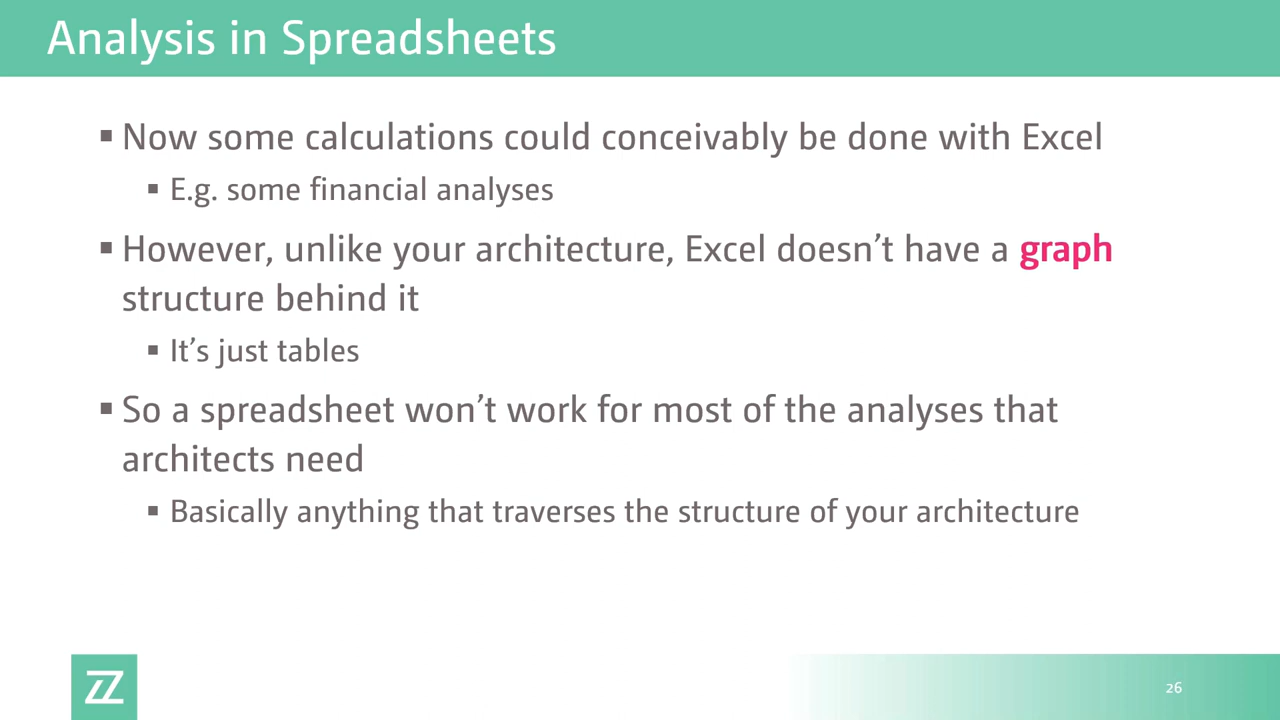 Analysis in Spreadsheets
▪ Now some calculations could conceivably be done with Excel
▪ E.g. some financial analyses
▪ However, unlike your architecture, Excel doesn’t have a graph
structure behind it
▪ It’s just tables
▪ So a spreadsheet won’t work for most of the analyses that
architects need
▪ Basically anything that traverses the structure of your architecture
26